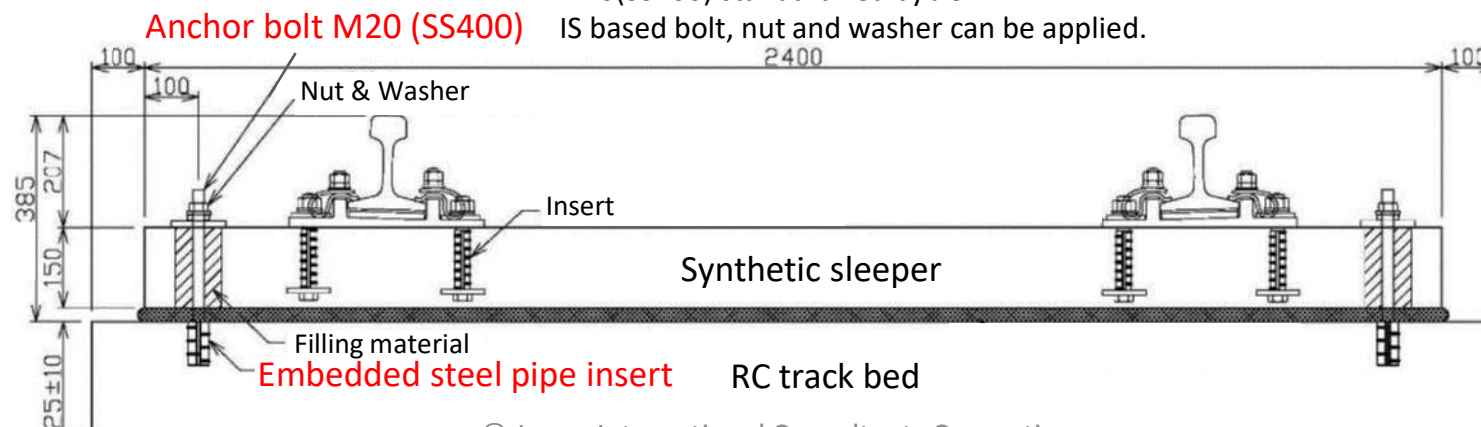 Anchor bolt M20 (SS400)
IS based bolt, nut and washer can be applied.
100
2400
100
100
Nut & Washer
385
207
Insert
150
Synthetic sleeper
Filling material
Embedded steel pipe insert
RC track bed
25±10